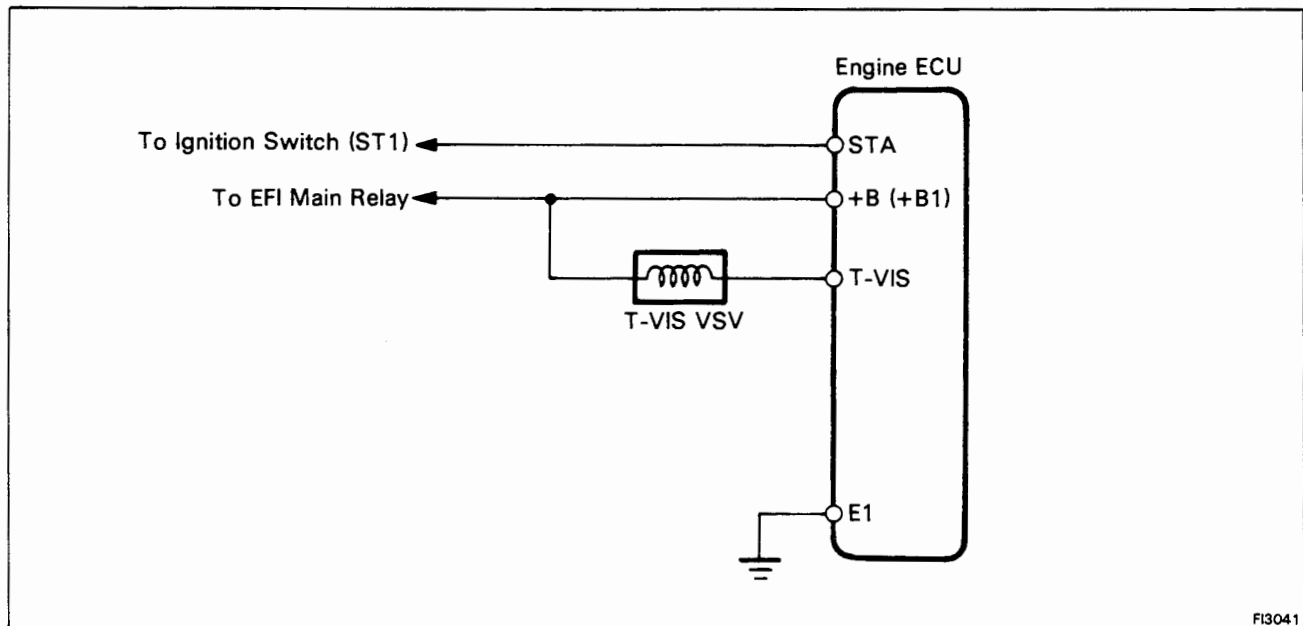 Engine ECU
To Ignition Switch (ST1)
STA
To EFI Main Relay
+B (+B1)
T-VIS
T-VIS VSV
E1
FI3041